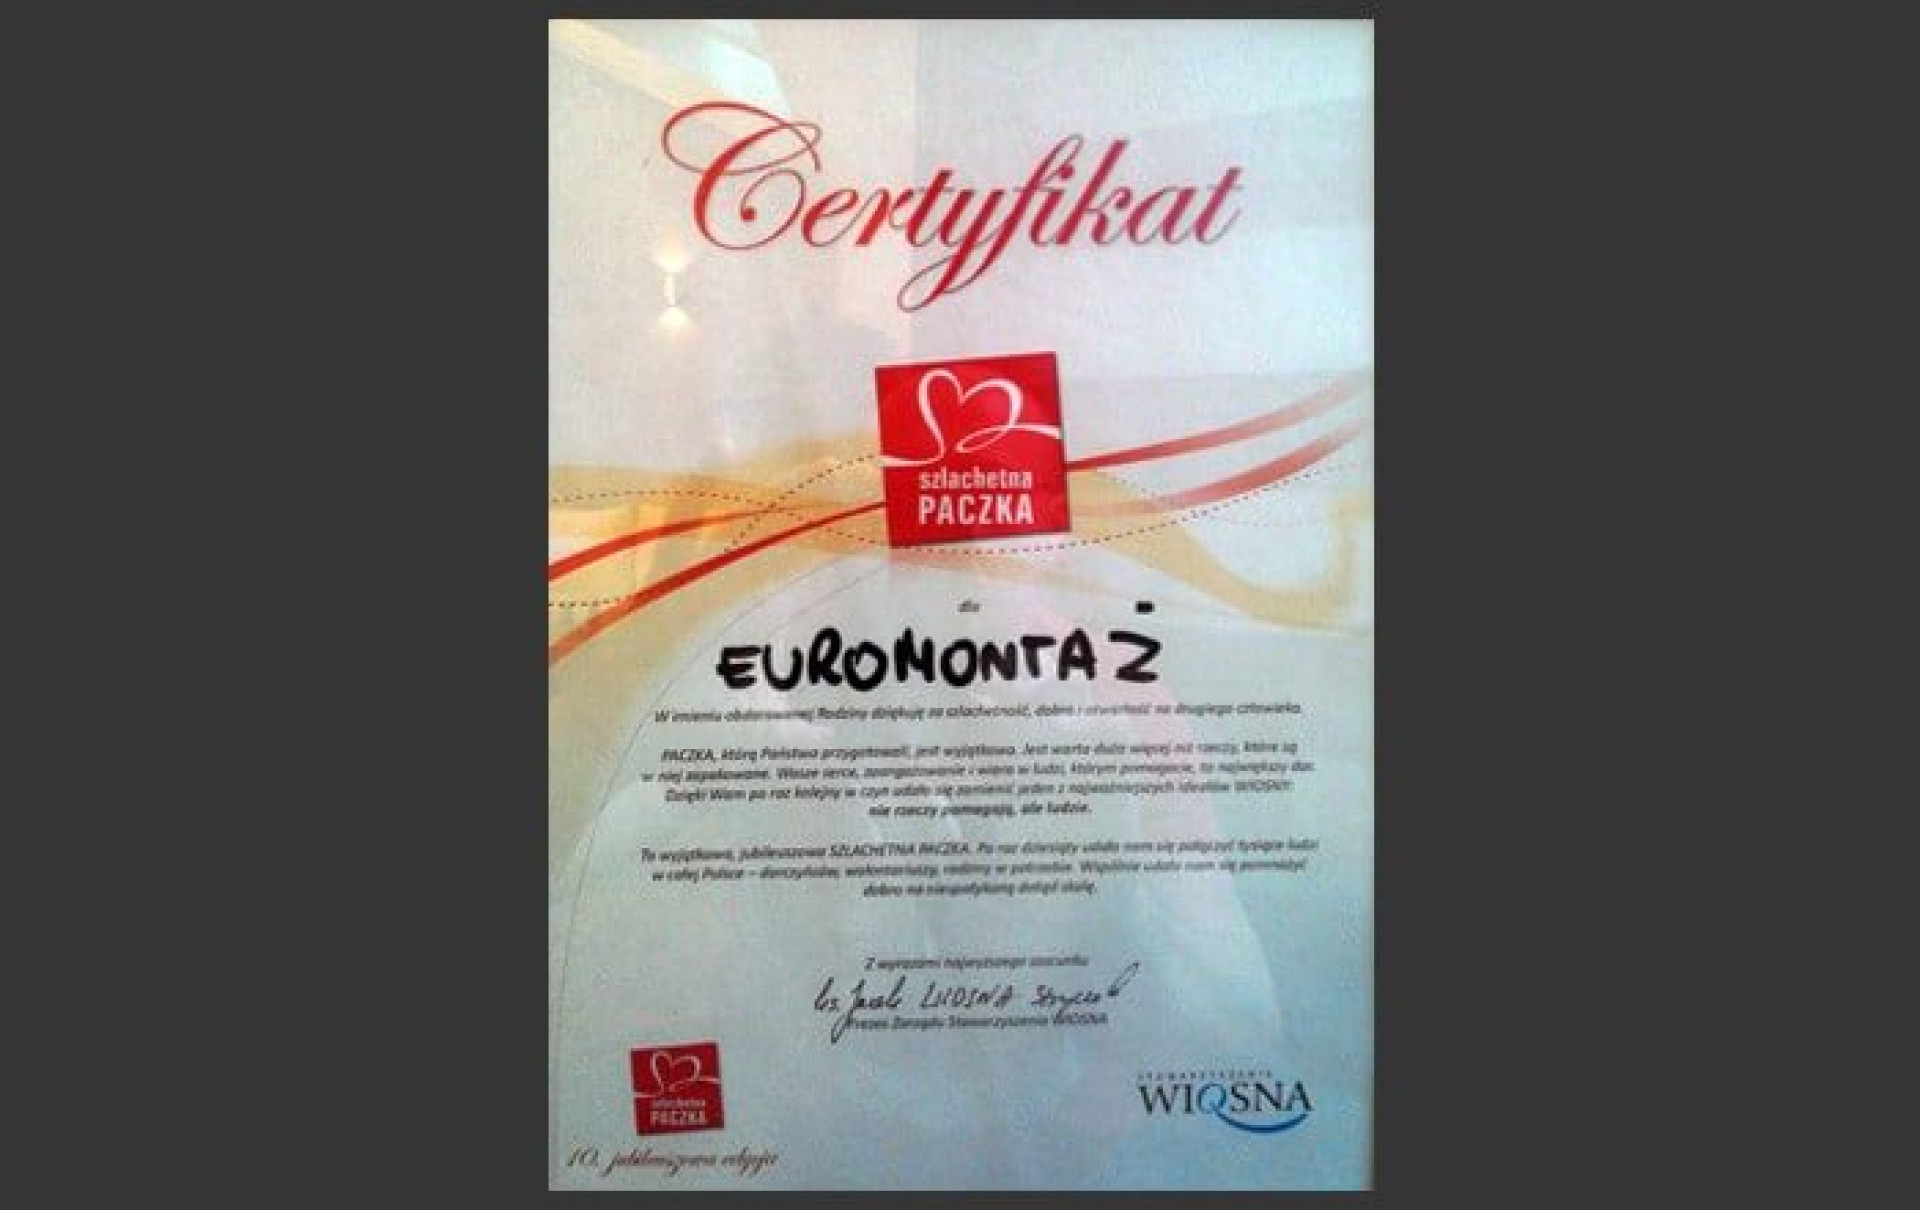 Certyfikat
szlachetna
PACZKA
dla
EUROMONTAŻ
W imieniu obdarowanej Rodziny dziękuję za szlachetność, dobro i otwartość na drugiego człowieka.
PACZKA, którą Państwo przygotowali, jest wyjątkowa. Jest warta dużo więcej niż rzeczy, które są
w niej zapakowane. Wasze serce, zaangażowanie i wiara w ludzi, którym pomagacie, to największy dar.
Dzięki Wam po raz kolejny w czyn udało się zamienić jeden z najważniejszych ideałów WIOSNY:
nie rzeczy pomagają, ale ludzie.
To wyjątkowa, jubileuszowa SZLACHETNA PACZKA. Po raz dziesiąty udało nam się połączyć tysiące ludzi
w całej Polsce – darczyńców, wolontariuszy, rodziny w potrzebie. Wspólnie udało nam się pomnożyć
dobro na niespotykaną dotąd skalę.
Z wyrazami najwyższego szacunku
ks. Jacek WIOSNA Stryczek
Prezes Zarządu Stowarzyszenia WIOSNA
szlachetna
PACZKA
STOWARZYSZENIE
WIOSNA
10. jubileuszowa edycja